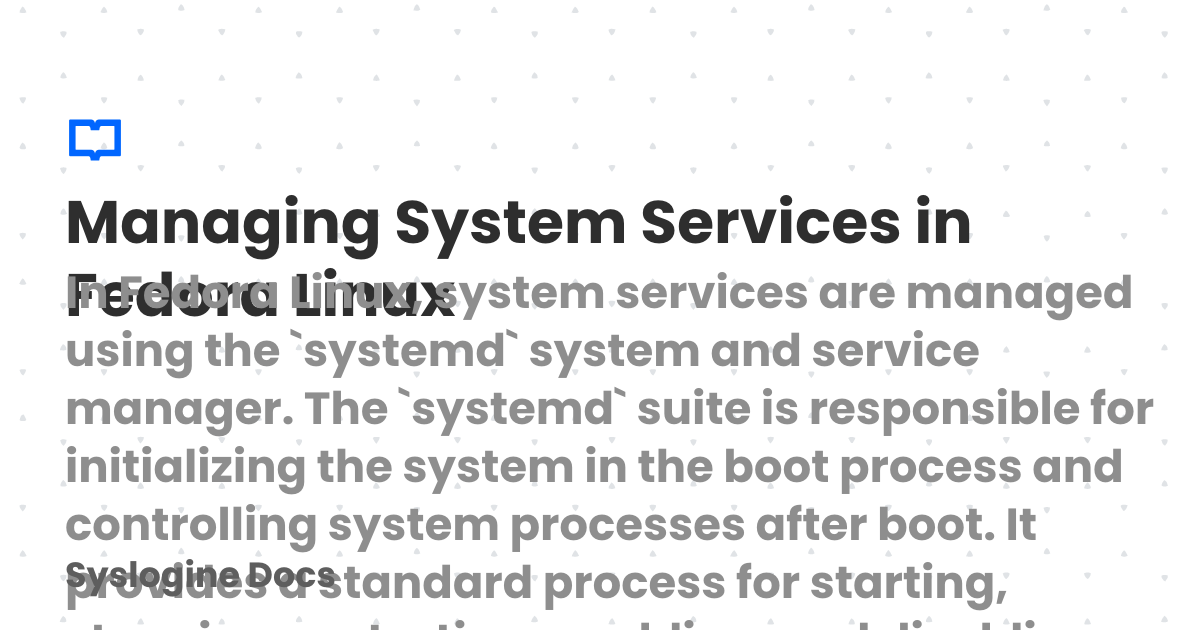 Managing System Services in
Fedora Linux
In Fedora Linux, system services are managed
using the `systemd` system and service
manager. The `systemd` suite is responsible for
initializing the system in the boot process and
controlling system processes after boot. It
Syslogine Docs
provides a standard process for starting,